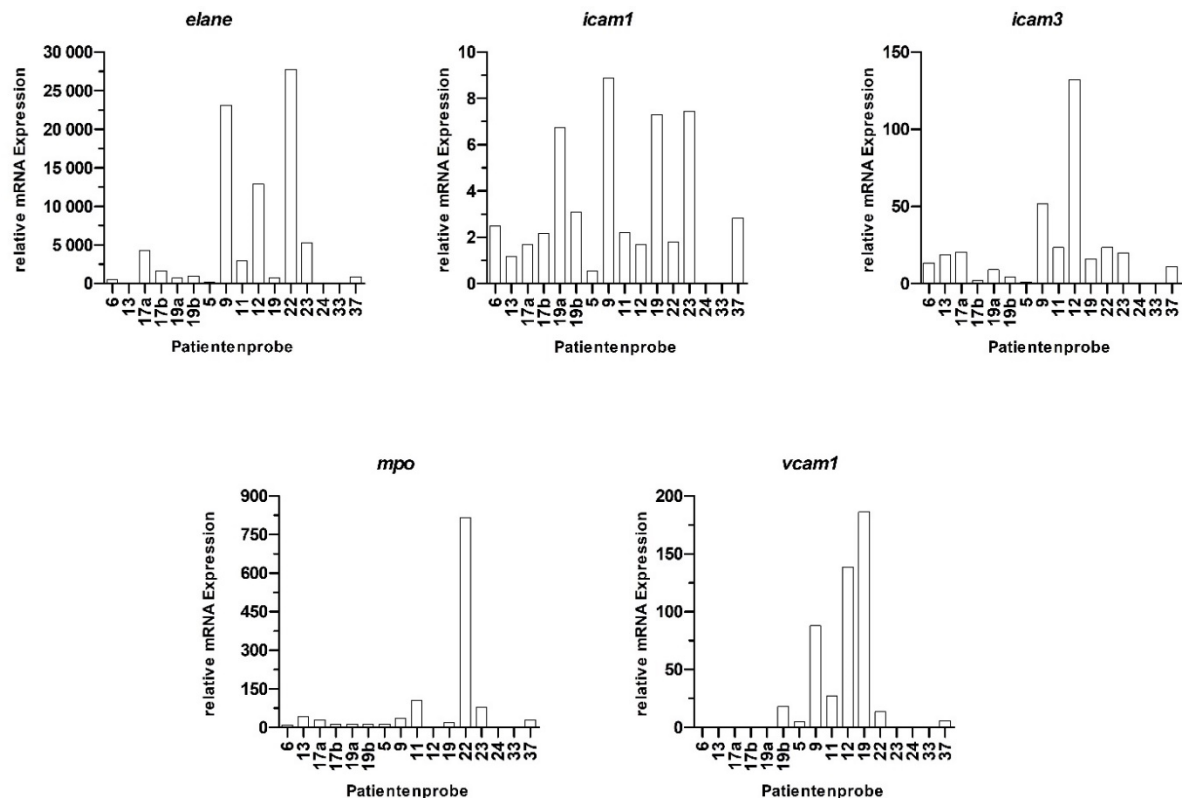 elane
icam1
icam3
relative mRNA Expression
30 000
25 000
20 000
15 000
10 000
5 000
0
6 13 17a 17b 19a 19b 5 9 11 12 19 22 23 24 33 37
Patientenprobe
relative mRNA Expression
10
8
6
4
2
0
6 13 17a 17b 19a 19b 5 9 11 12 19 22 23 24 33 37
Patientenprobe
relative mRNA Expression
150
100
50
0
6 13 17a 17b 19a 19b 5 9 11 12 19 22 23 24 33 37
Patientenprobe
mpo
vcam1
relative mRNA Expression
900
750
600
450
300
150
0
6 13 17a 17b 19a 19b 5 9 11 12 19 22 23 24 33 37
Patientenprobe
relative mRNA Expression
200
150
100
50
0
6 13 17a 17b 19a 19b 5 9 11 12 19 22 23 24 33 37
Patientenprobe